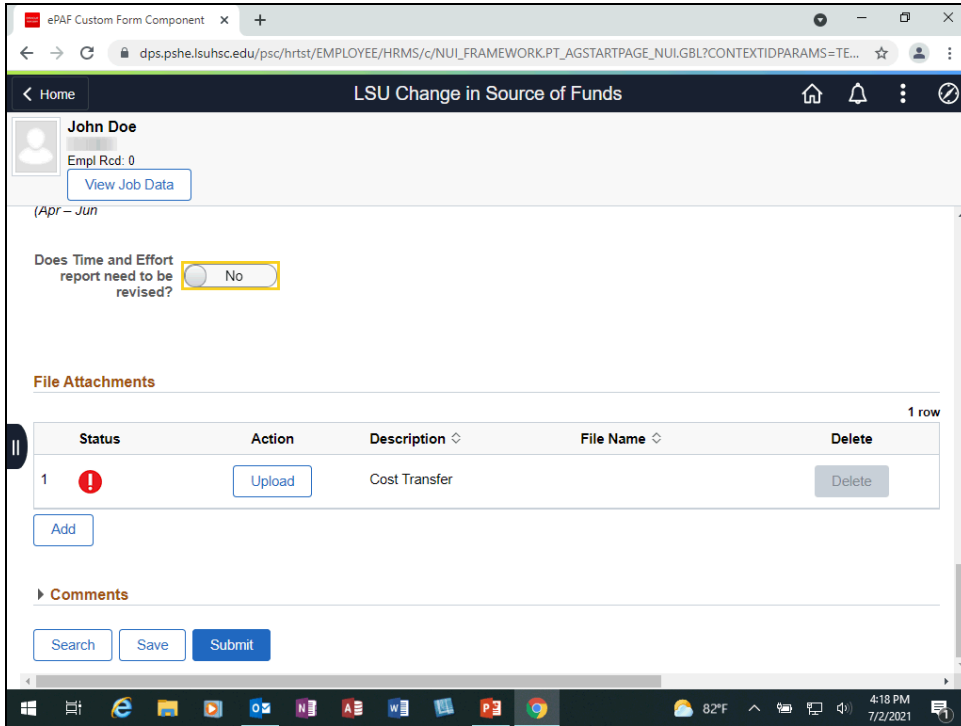 ePAF Custom Form Component
dps.pshe.lsuhsc.edu/psc/hrtst/EMPLOYEE/HRMS/c/NUI_FRAMEWORK.PT_AGSTARTPAGE_NUI.GBL?CONTEXTIDPARAMS=TE...
Home
LSU Change in Source of Funds
John Doe
Empl Rcd: 0
View Job Data
(Apr – Jun
Does Time and Effort
report need to be
revised?
No
File Attachments
1 row
Status Action Description File Name Delete
1 Upload Cost Transfer Delete
Add
Comments
Search Save Submit
82°F
4:18 PM
7/2/2021